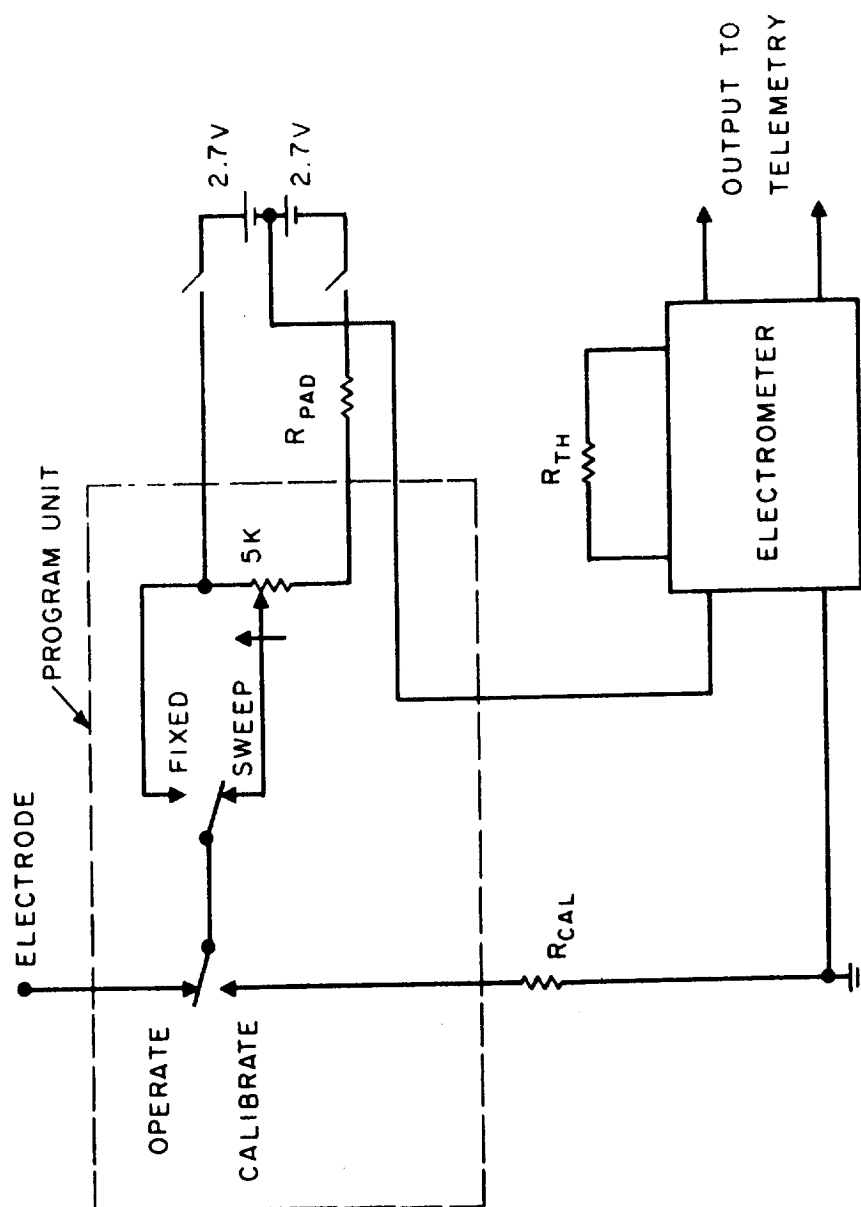 ELECTRODE
PROGRAM UNIT
OPERATE
CALIBRATE
FIXED
SWEEP
5K
R PAD
2.7V
2.7V
R CAL
R TH
ELECTROMETER
OUTPUT TO
TELEMETRY